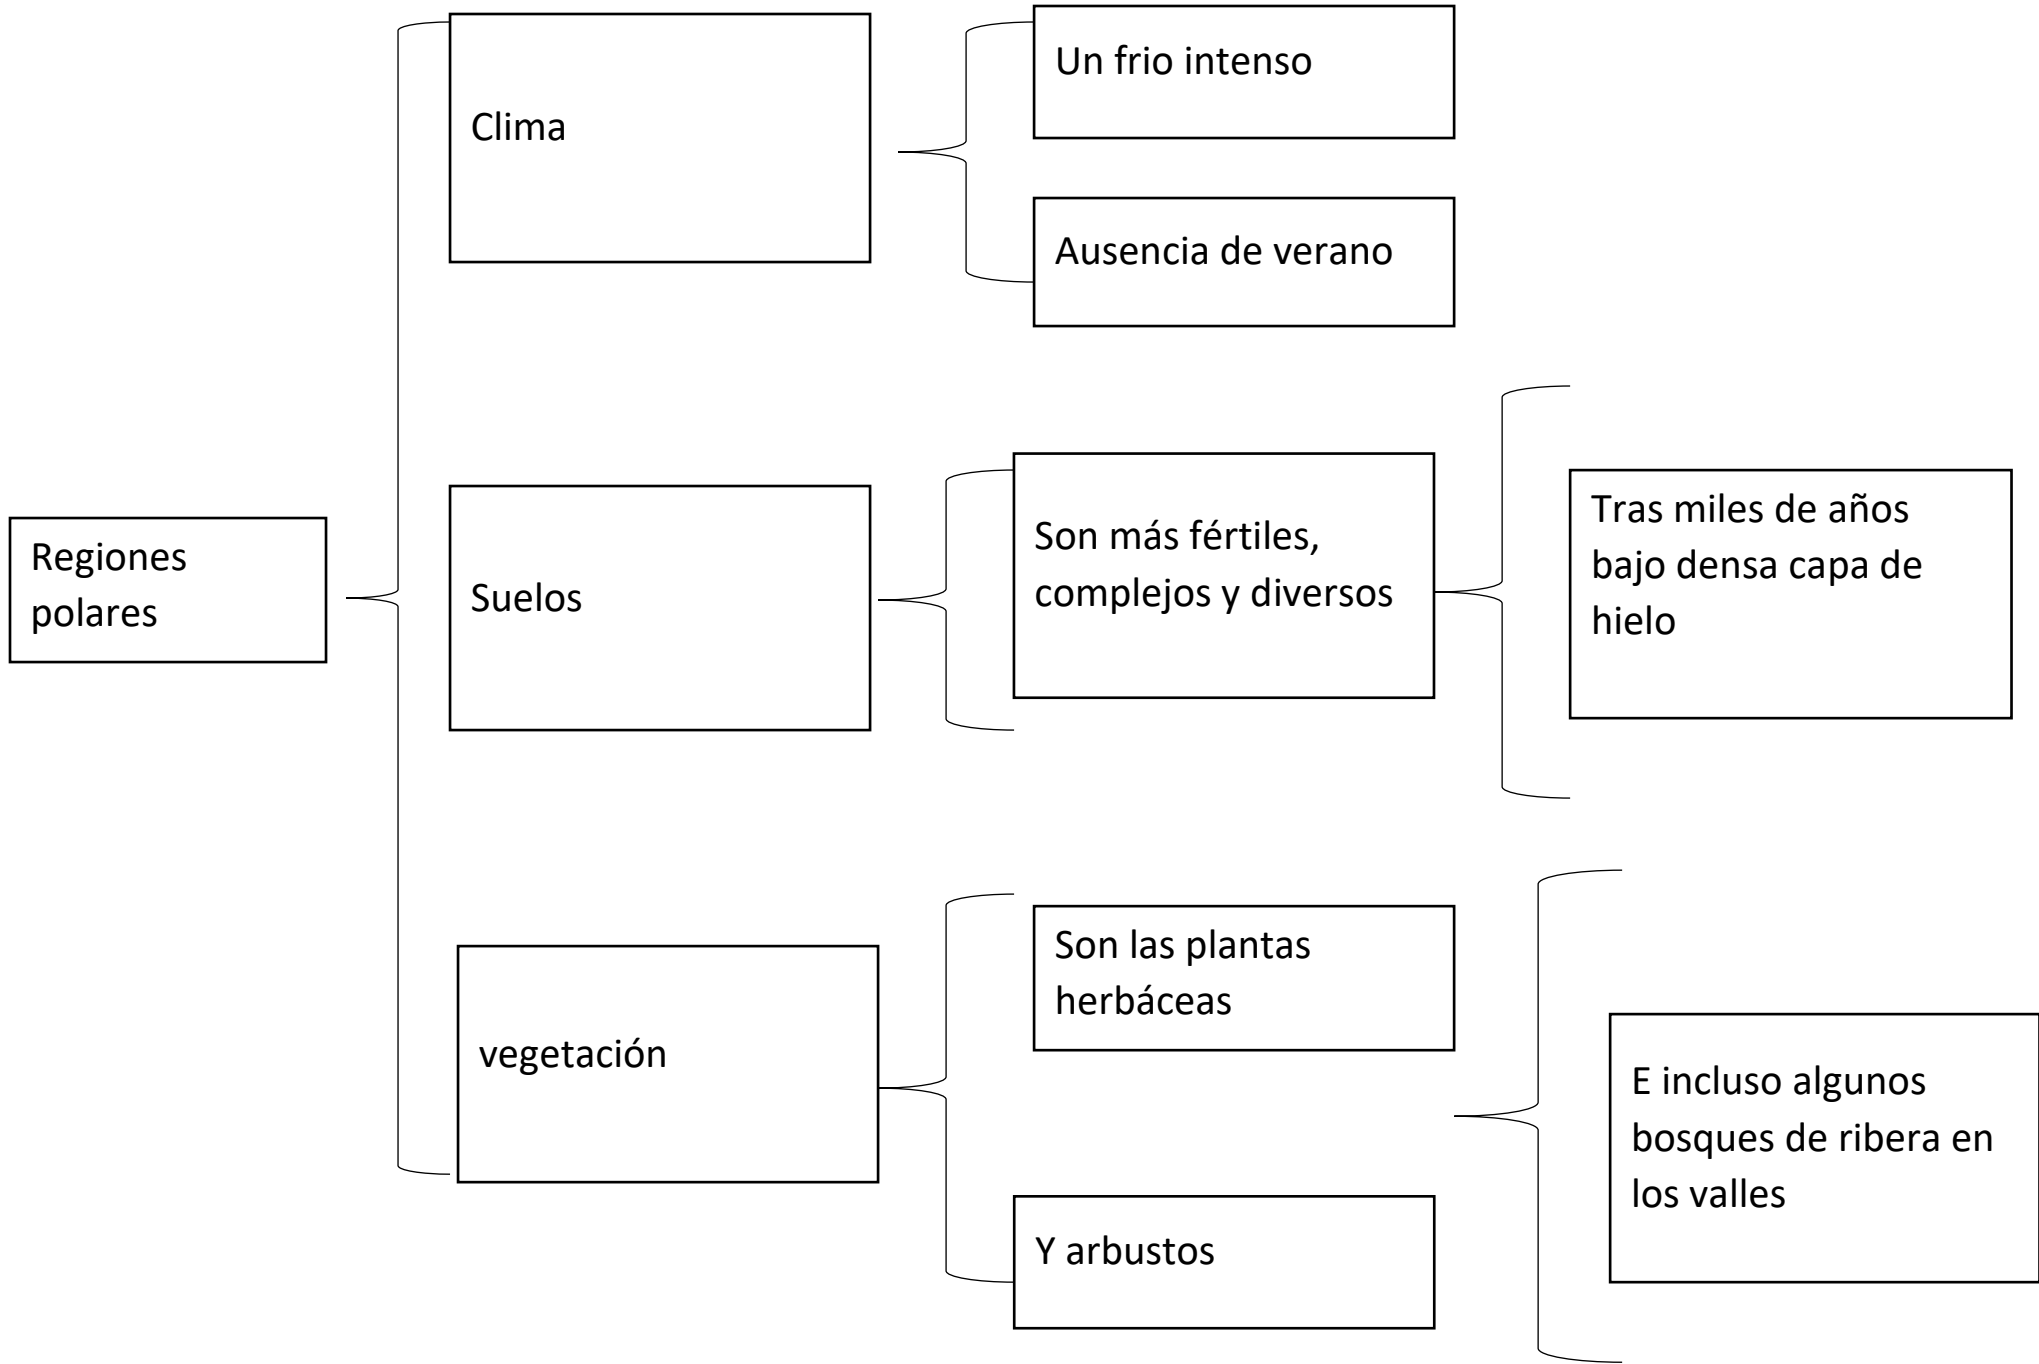 Regiones
polares
Clima
Un frio intenso
Ausencia de verano
Suelos
Son más fértiles,
complejos y diversos
Tras miles de años
bajo densa capa de
hielo
vegetación
Son las plantas
herbáceas
Y arbustos
E incluso algunos
bosques de ribera en
los valles